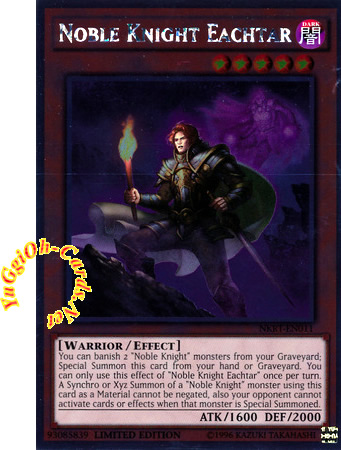 Noble Knight Eachtar
DARK
闇
YuGgiOh-Cards.Net
NKRT-EN011
[Warrior / Effect]
You can banish 2 "Noble Knight" monsters from your Graveyard;
Special Summon this card from your hand or Graveyard. You
can only use this effect of "Noble Knight Eachtar" once per turn.
A Synchro or Xyz Summon of a "Noble Knight" monster using this
card as a Material cannot be negated, also your opponent cannot
activate cards or effects when that monster is Special Summoned.
ATK/1600 DEF/2000
93085839 LIMITED EDITION ©1996 KAZUKI TAKAHASHI